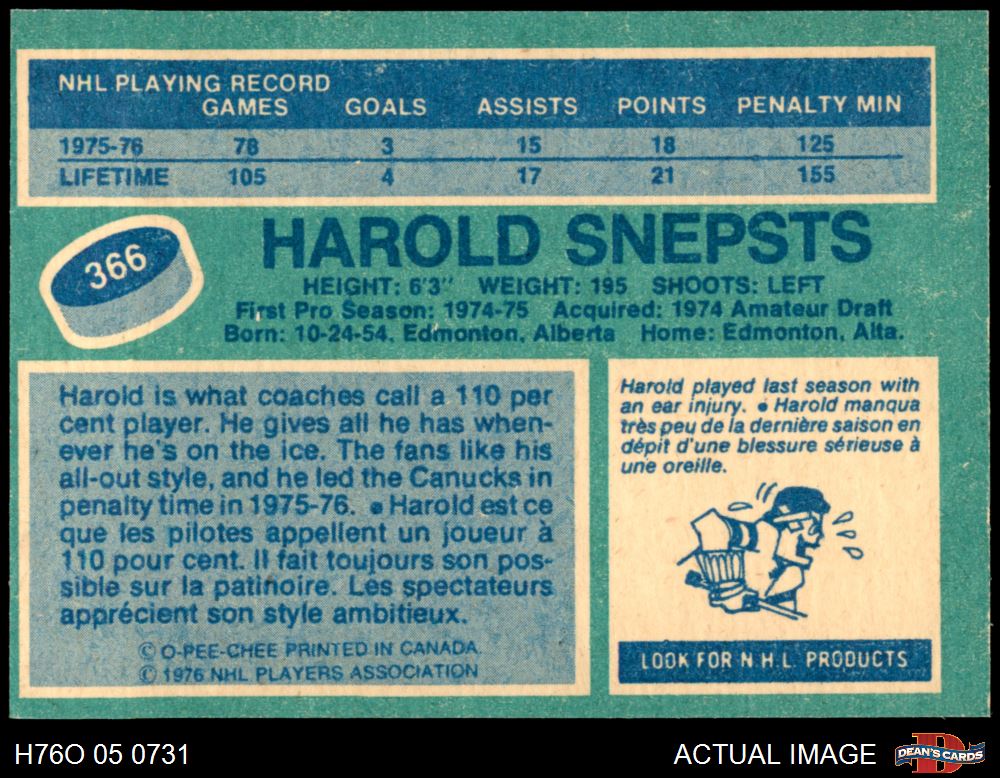 NHL PLAYING RECORD
GAMES GOALS ASSISTS POINTS PENALTY MIN
1975-76 78 3 15 18 125
LIFETIME 105 4 17 21 155
366
HAROLD SNEPSTS
HEIGHT: 6'3" WEIGHT: 195 SHOOTS: LEFT
First Pro Season: 1974-75 Acquired: 1974 Amateur Draft
Born: 10-24-54, Edmonton, Alberta Home: Edmonton, Alta.
Harold is what coaches call a 110 per
cent player. He gives all he has when-
ever he's on the ice. The fans like his
all-out style, and he led the Canucks in
penalty time in 1975-76. • Harold est ce
que les pilotes appellent un joueur à
110 pour cent. Il fait toujours son pos-
sible sur la patinoire. Les spectateurs
apprécient son style ambitieux.
© O-PEE-CHEE PRINTED IN CANADA.
© 1976 NHL PLAYERS ASSOCIATION
Harold played last season with
an ear injury. • Harold manqua
très peu de la dernière saison en
dépit d'une blessure sérieuse à
une oreille.
LOOK FOR N.H.L. PRODUCTS
H76O 05 0731
ACTUAL IMAGE
DEAN'S CARDS